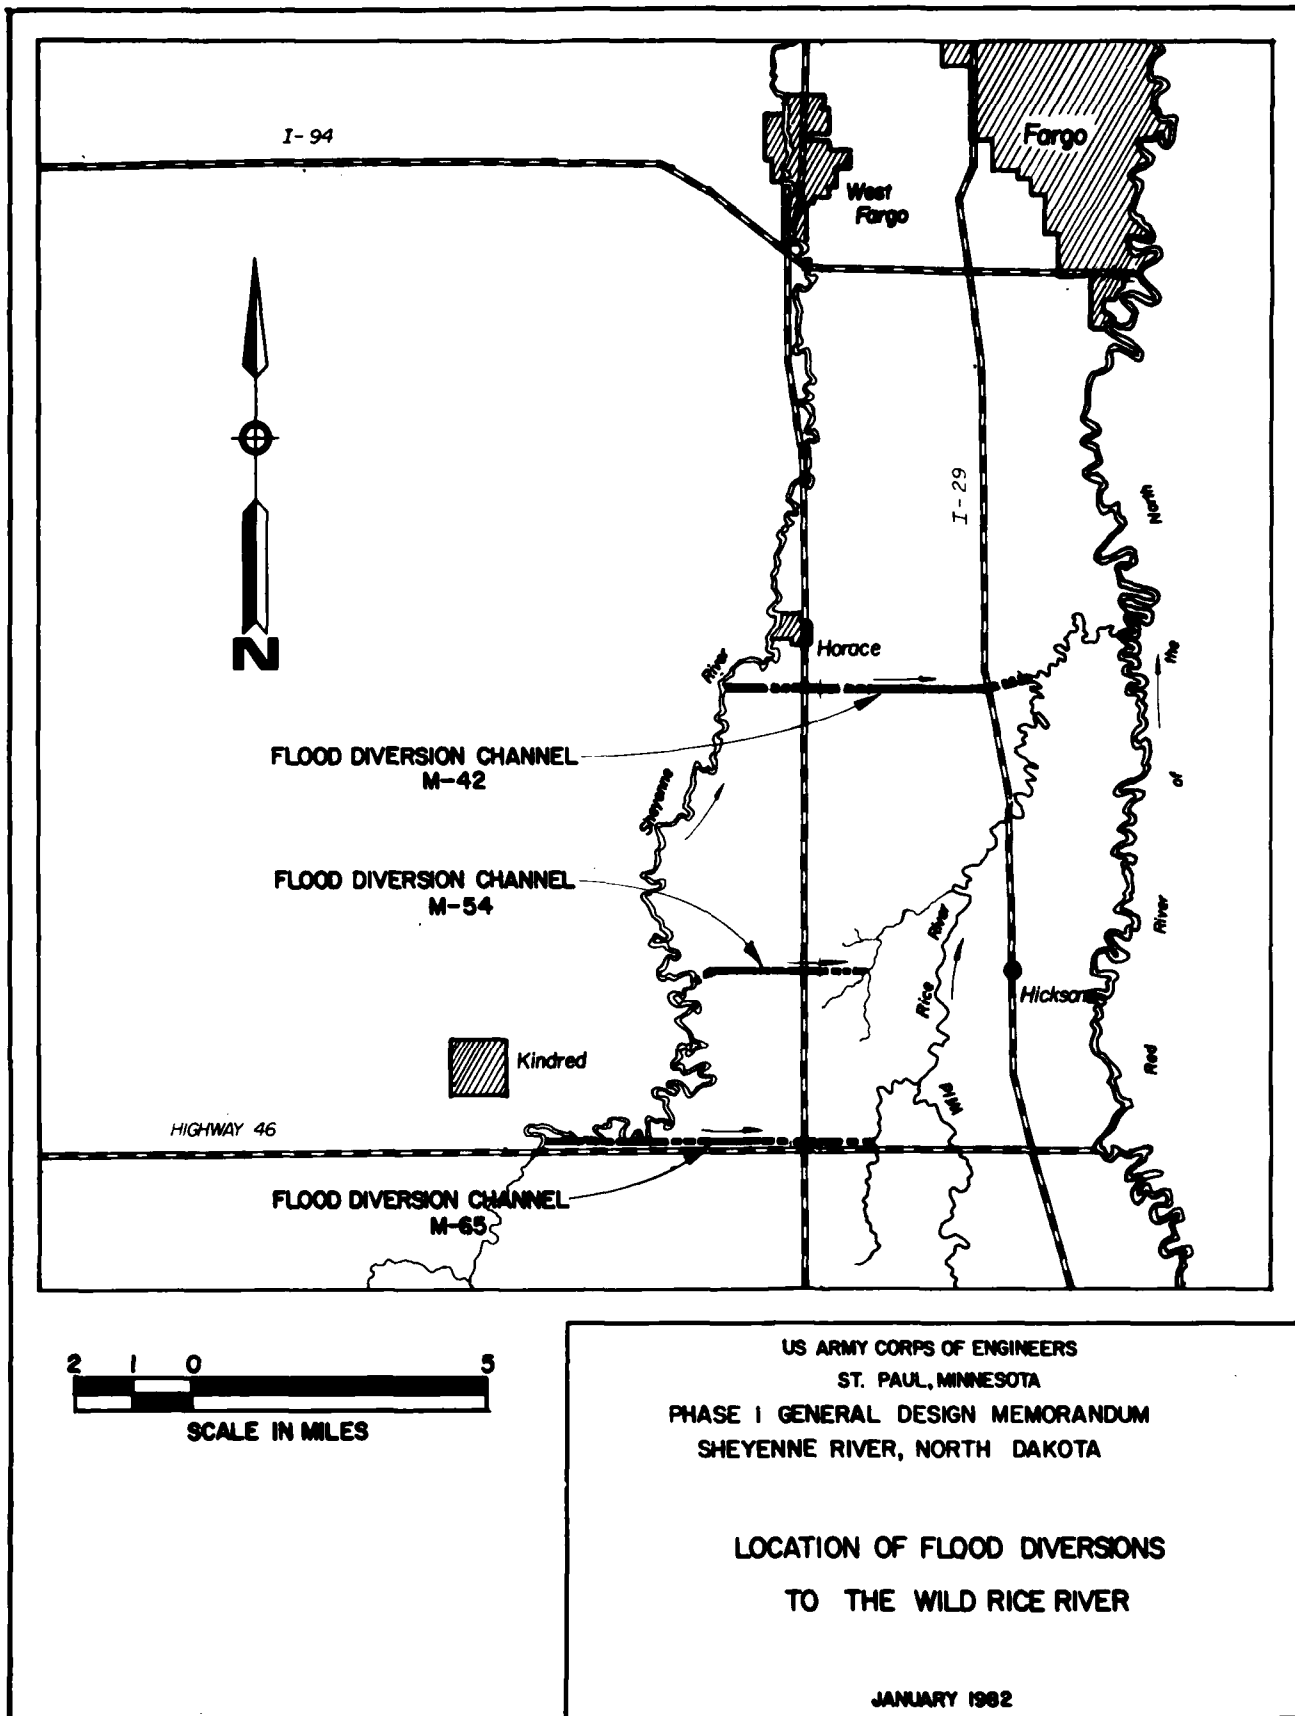 I-94
Fargo
West
Fargo
I-29
North
Horace
River
the
FLOOD DIVERSION CHANNEL
M-42
Sheyenne
of
FLOOD DIVERSION CHANNEL
M-54
River
River
Rice
Hickson
Kindred
Red
Wild
HIGHWAY 46
FLOOD DIVERSION CHANNEL
M-65
N
2 1 0 5
SCALE IN MILES
US ARMY CORPS OF ENGINEERS
ST. PAUL, MINNESOTA
PHASE I GENERAL DESIGN MEMORANDUM
SHEYENNE RIVER, NORTH DAKOTA
LOCATION OF FLOOD DIVERSIONS
TO THE WILD RICE RIVER
JANUARY 1982